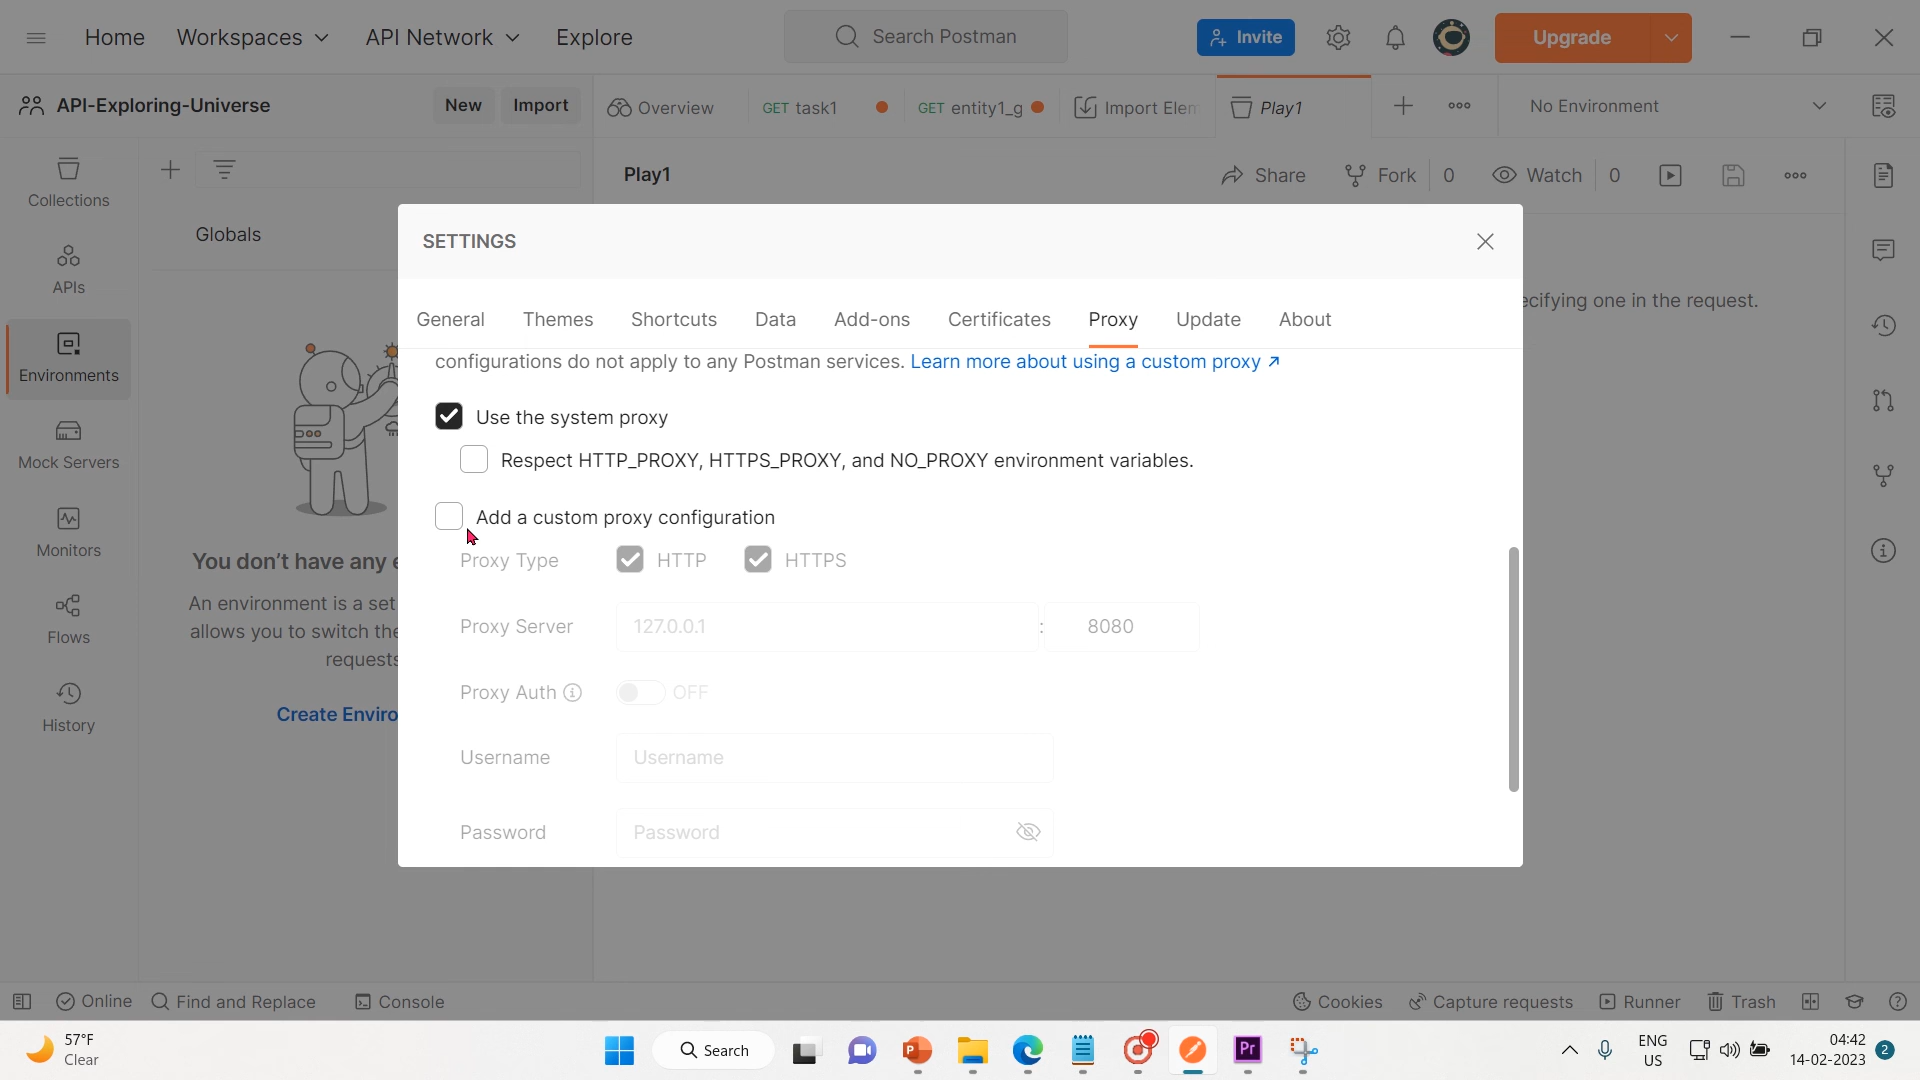 Home
Workspaces
API Network
Explore
Search Postman
Invite
Upgrade
API-Exploring-Universe
New
Import
Overview
GET task1
GET entity1_g
Import Elem
Play1
No Environment
Collections
APIs
Environments
Mock Servers
Monitors
Flows
History
Globals
You don't have any e
An environment is a set
allows you to switch the
requests
Create Enviro
Play1
Share
Fork
0
Watch
0
ecifying one in the request.
SETTINGS
General
Themes
Shortcuts
Data
Add-ons
Certificates
Proxy
Update
About
configurations do not apply to any Postman services. Learn more about using a custom proxy ↗
Use the system proxy
Respect HTTP_PROXY, HTTPS_PROXY, and NO_PROXY environment variables.
Add a custom proxy configuration
Proxy Type
HTTP
HTTPS
Proxy Server
127.0.0.1
:
8080
Proxy Auth
OFF
Username
Username
Password
Password
Online
Find and Replace
Console
Cookies
Capture requests
Runner
Trash
57°F
Clear
Search
ENG
US
04:42
14-02-2023
2